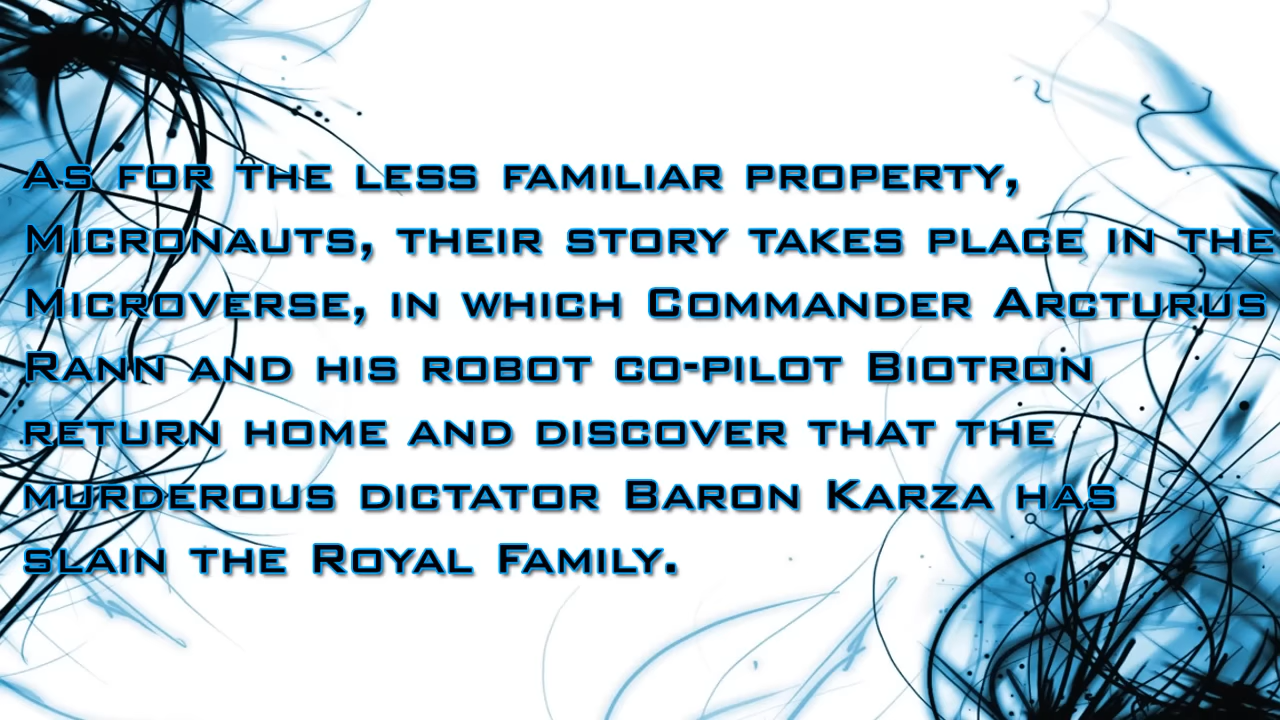 As for the less familiar property,
Micronauts, their story takes place in the
Microverse, in which Commander Arcturus
Rann and his robot co-pilot Biotron
return home and discover that the
murderous dictator Baron Karza has
slain the Royal Family.